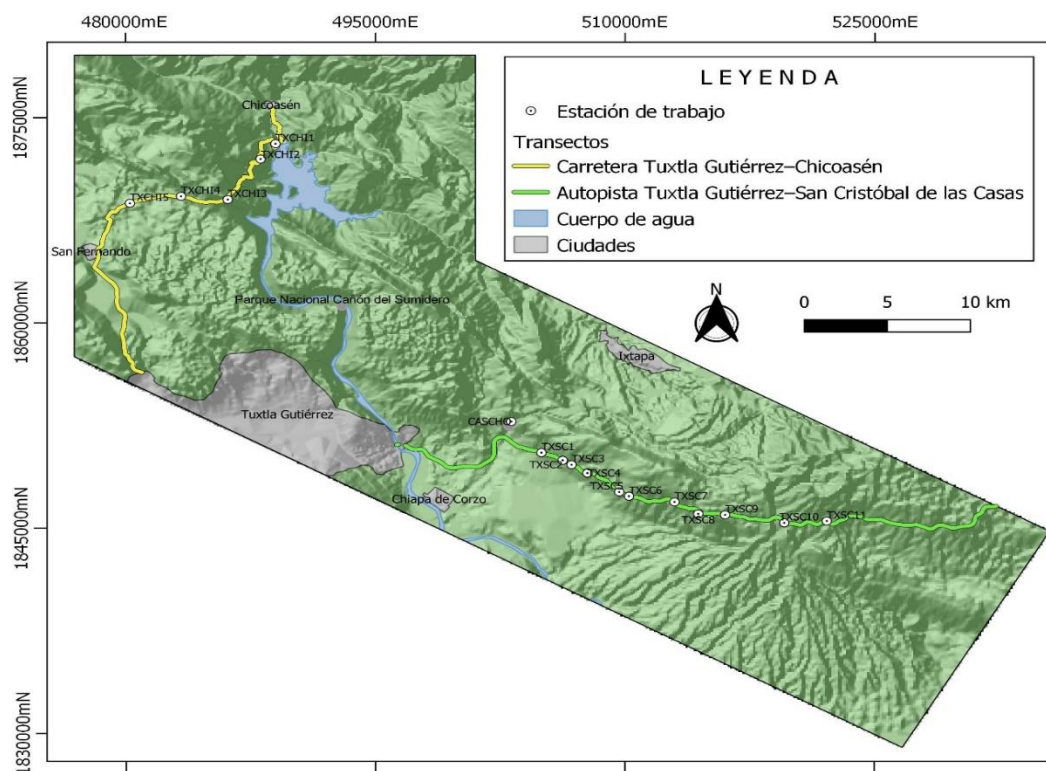 480000mE
495000mE
510000mE
525000mE
LEYENDA
Estación de trabajo
Transectos
Carretera Tuxtla Gutiérrez–Chicoasén
Autopista Tuxtla Gutiérrez–San Cristóbal de las Casas
Cuerpo de agua
Ciudades
N
0
5
10 km
1875000mN
1860000mN
1845000mN
1830000mN
Chicoasén
TXCHI1
TXCHI2
TXCHI3
TXCHI4
TXCHI5
San Fernando
Parque Nacional Cañón del Sumidero
Ixtapa
Tuxtla Gutiérrez
CASCHO
Chiapa de Corzo
TXSC1
TXSC2
TXSC3
TXSC4
TXSC5
TXSC6
TXSC7
TXSC8
TXSC9
TXSC10
TXSC11